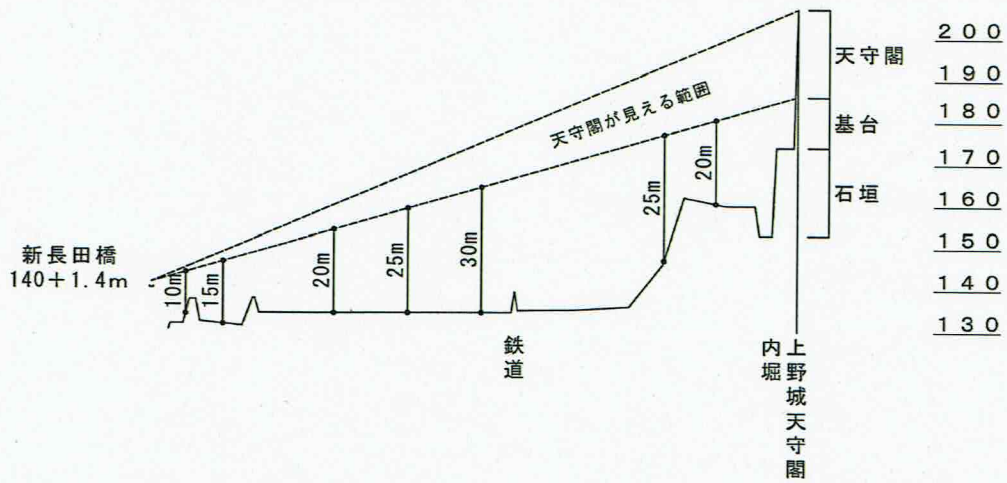 200
天守閣
190
天守閣が見える範囲
180
基台
170
20m
25m
石垣
160
30m
25m
20m
新長田橋
140+1.4m
150
15m
10m
140
130
鉄道
内堀
上野城天守閣